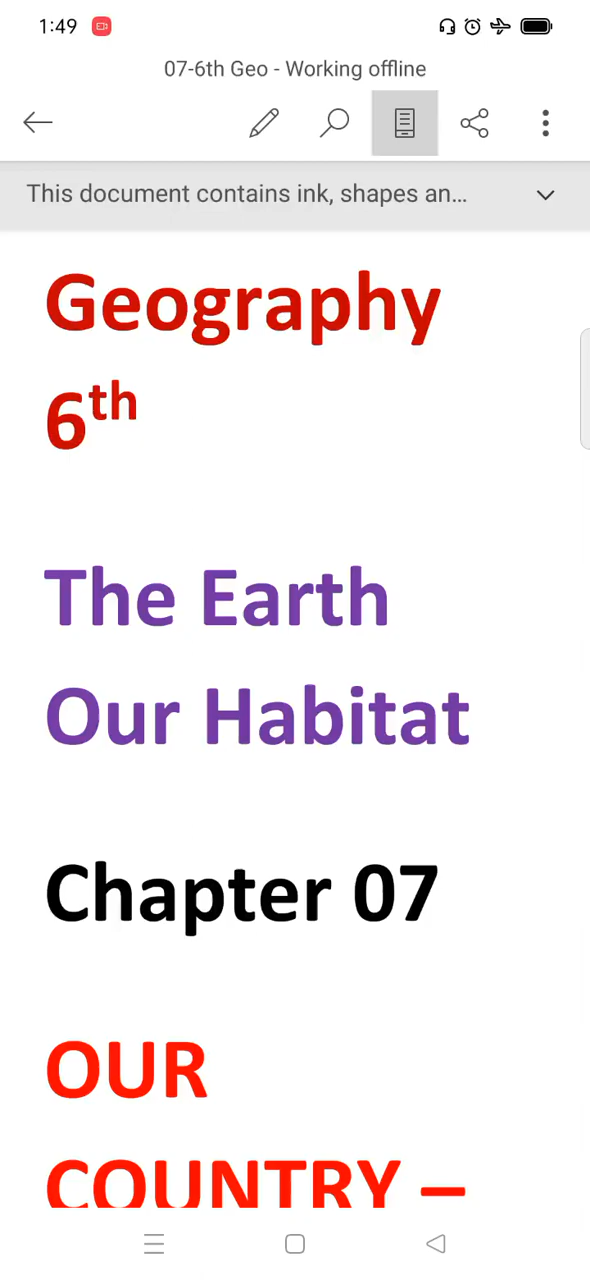 1:49
07-6th Geo - Working offline
This document contains ink, shapes an...
Geography
6th
The Earth
Our Habitat
Chapter 07
OUR
COUNTRY –